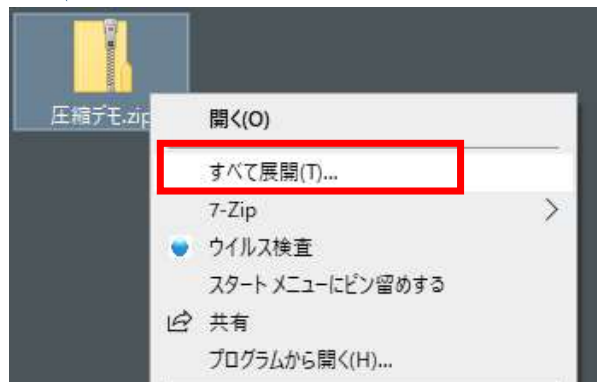 圧縮デモ.zip
開く(O)
すべて展開(T)...
7-Zip
ウイルス検査
スタート メニューにピン留めする
共有
プログラムから開く(H)...